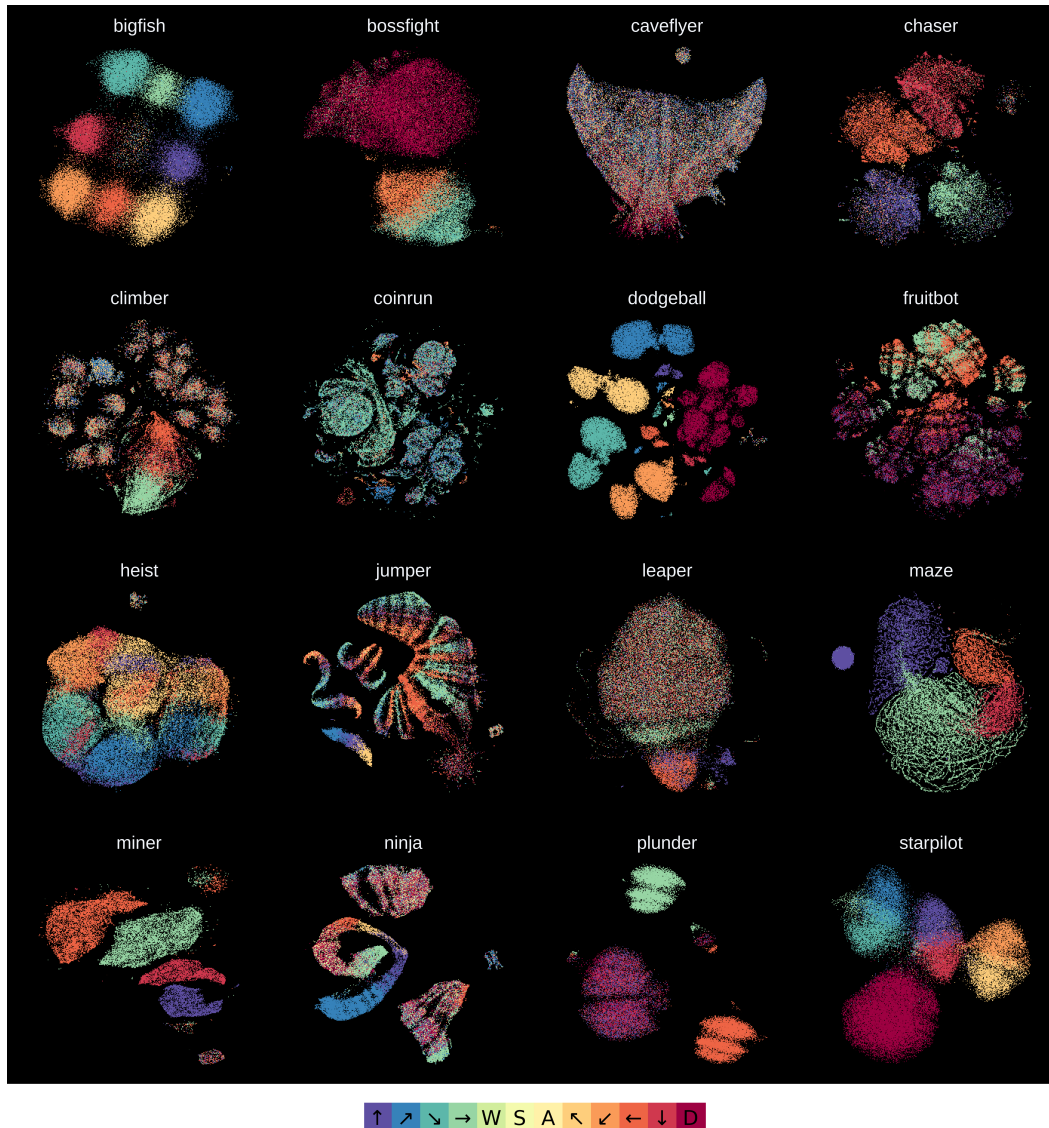 bigfish bossfight caveflyer chaser
climber coinrun dodgeball fruitbot
heist jumper leaper maze
miner ninja plunder starpilot
↑ ↗ ↘ → W S A ↖ ↙ ← ↓ D